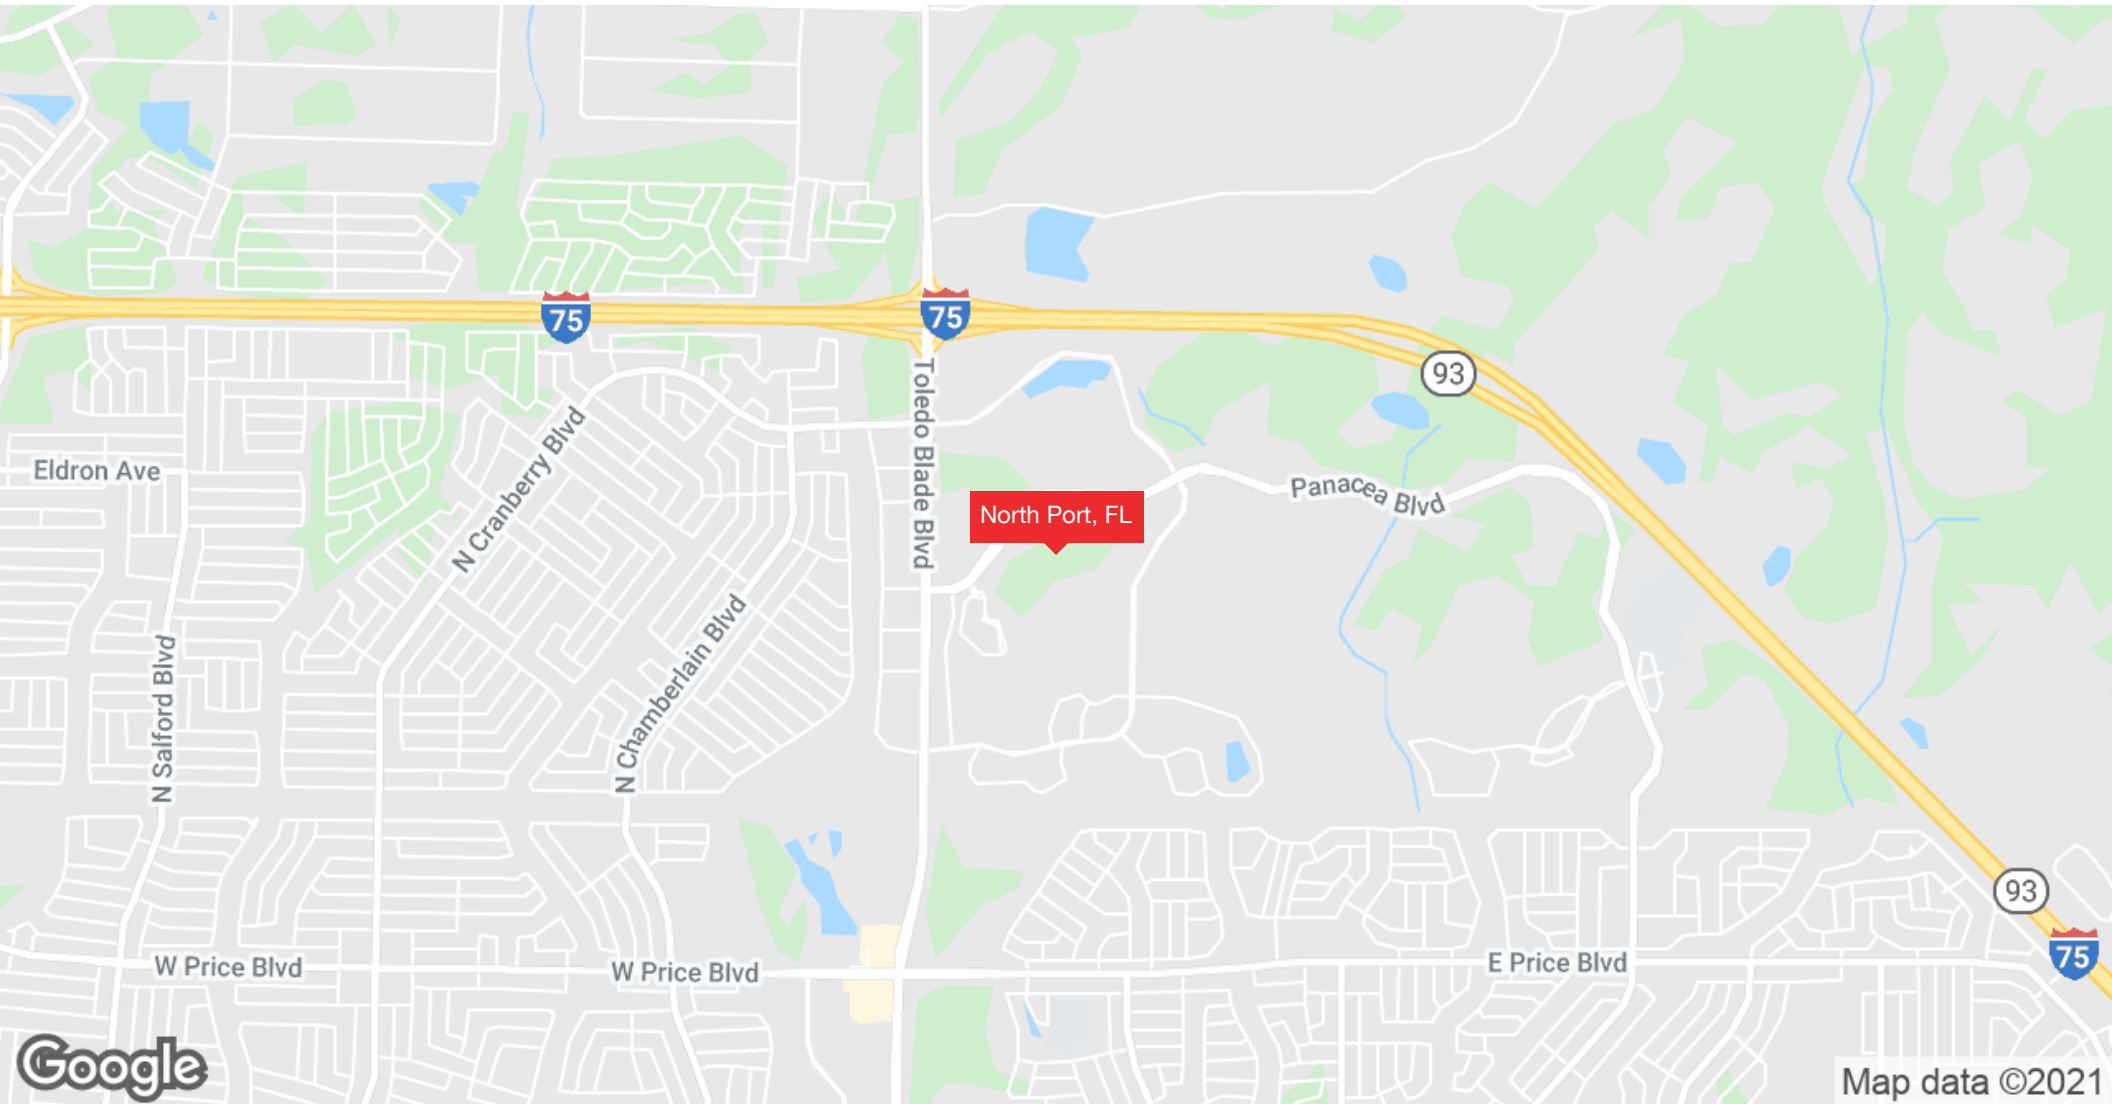 75
75
93
Toledo Blade Blvd
Eldron Ave
N Cranberry Blvd
Panacea Blvd
North Port, FL
N Chamberlain Blvd
N Salford Blvd
93
75
W Price Blvd
W Price Blvd
E Price Blvd
Google
Map data ©2021